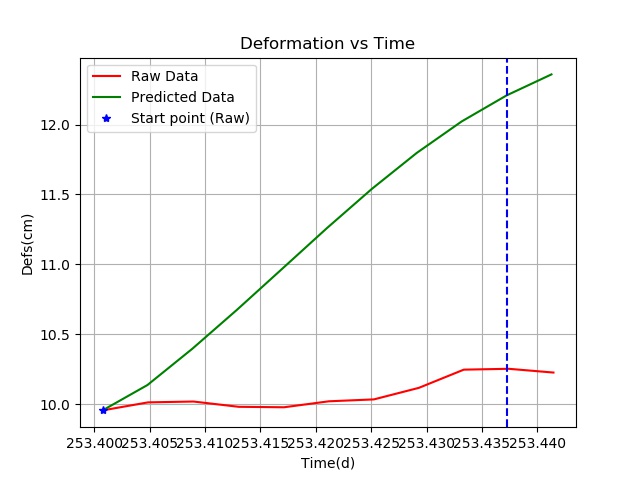 Deformation vs Time
Raw Data
Predicted Data
Start point (Raw)
12.0
11.5
11.0
10.5
10.0
Defs(cm)
253.400 253.405 253.410 253.415 253.420 253.425 253.430 253.435 253.440
Time(d)